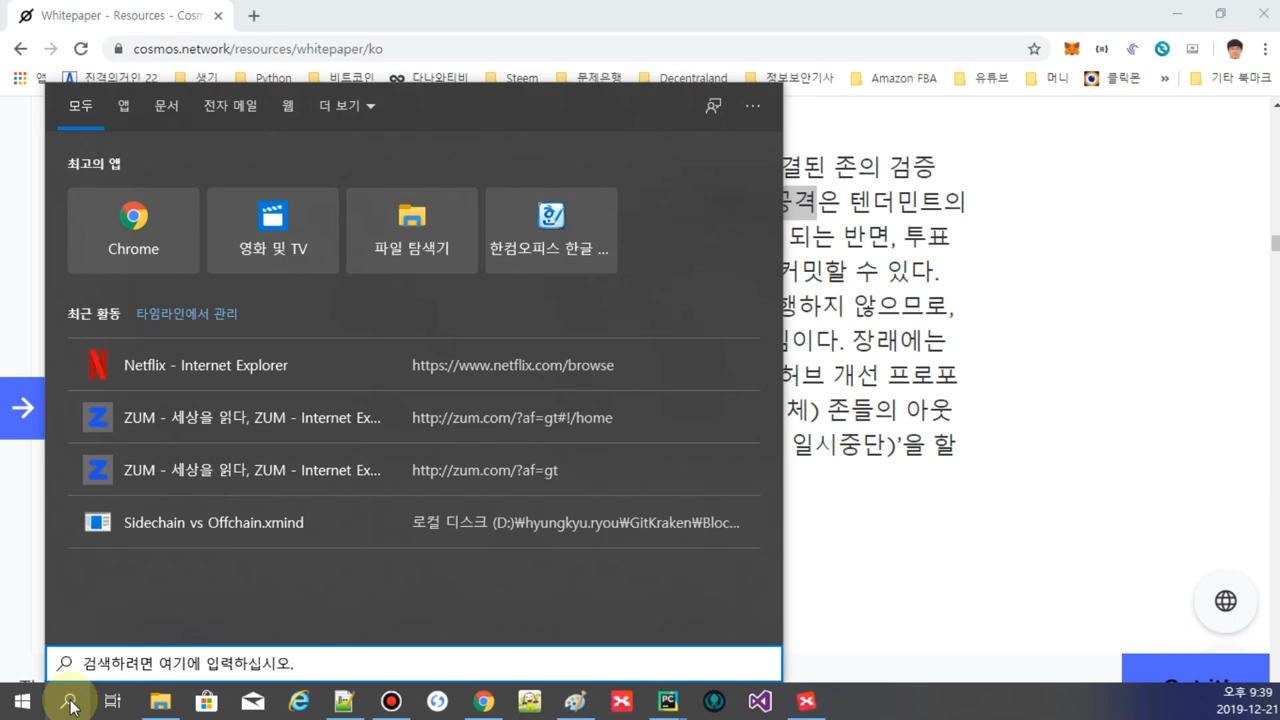 Whitepaper - Resources - Cosm
cosmos.network/resources/whitepaper/ko
앱
진격의거인 22
생기
Python
비트코인
다나와티비
Steem
문제은행
Decentraland
정보보안기사
Amazon FBA
유튜브
머니
클릭몬
»
기타 북마크
모두
앱
문서
전자 메일
웹
더 보기
최고의 앱
Chrome
영화 및 TV
파일 탐색기
한컴오피스 한글 ...
최근 활동
타임라인에서 관리
Netflix - Internet Explorer
https://www.netflix.com/browse
ZUM - 세상을 읽다, ZUM - Internet Ex...
http://zum.com/?af=gt#!/home
ZUM - 세상을 읽다, ZUM - Internet Ex...
http://zum.com/?af=gt
Sidechain vs Offchain.xmind
로컬 디스크 (D:)₩hyungkyu.ryou₩GitKraken₩Bloc...
검색하려면 여기에 입력하십시오.
결된 존의 검증
공격은 텐더민트의
되는 반면, 투표
커밋할 수 있다.
행하지 않으므로,
이다. 장래에는
허브 개선 프로포
체) 존들의 아웃
일시중단)’을 할
오후 9:39
2019-12-21